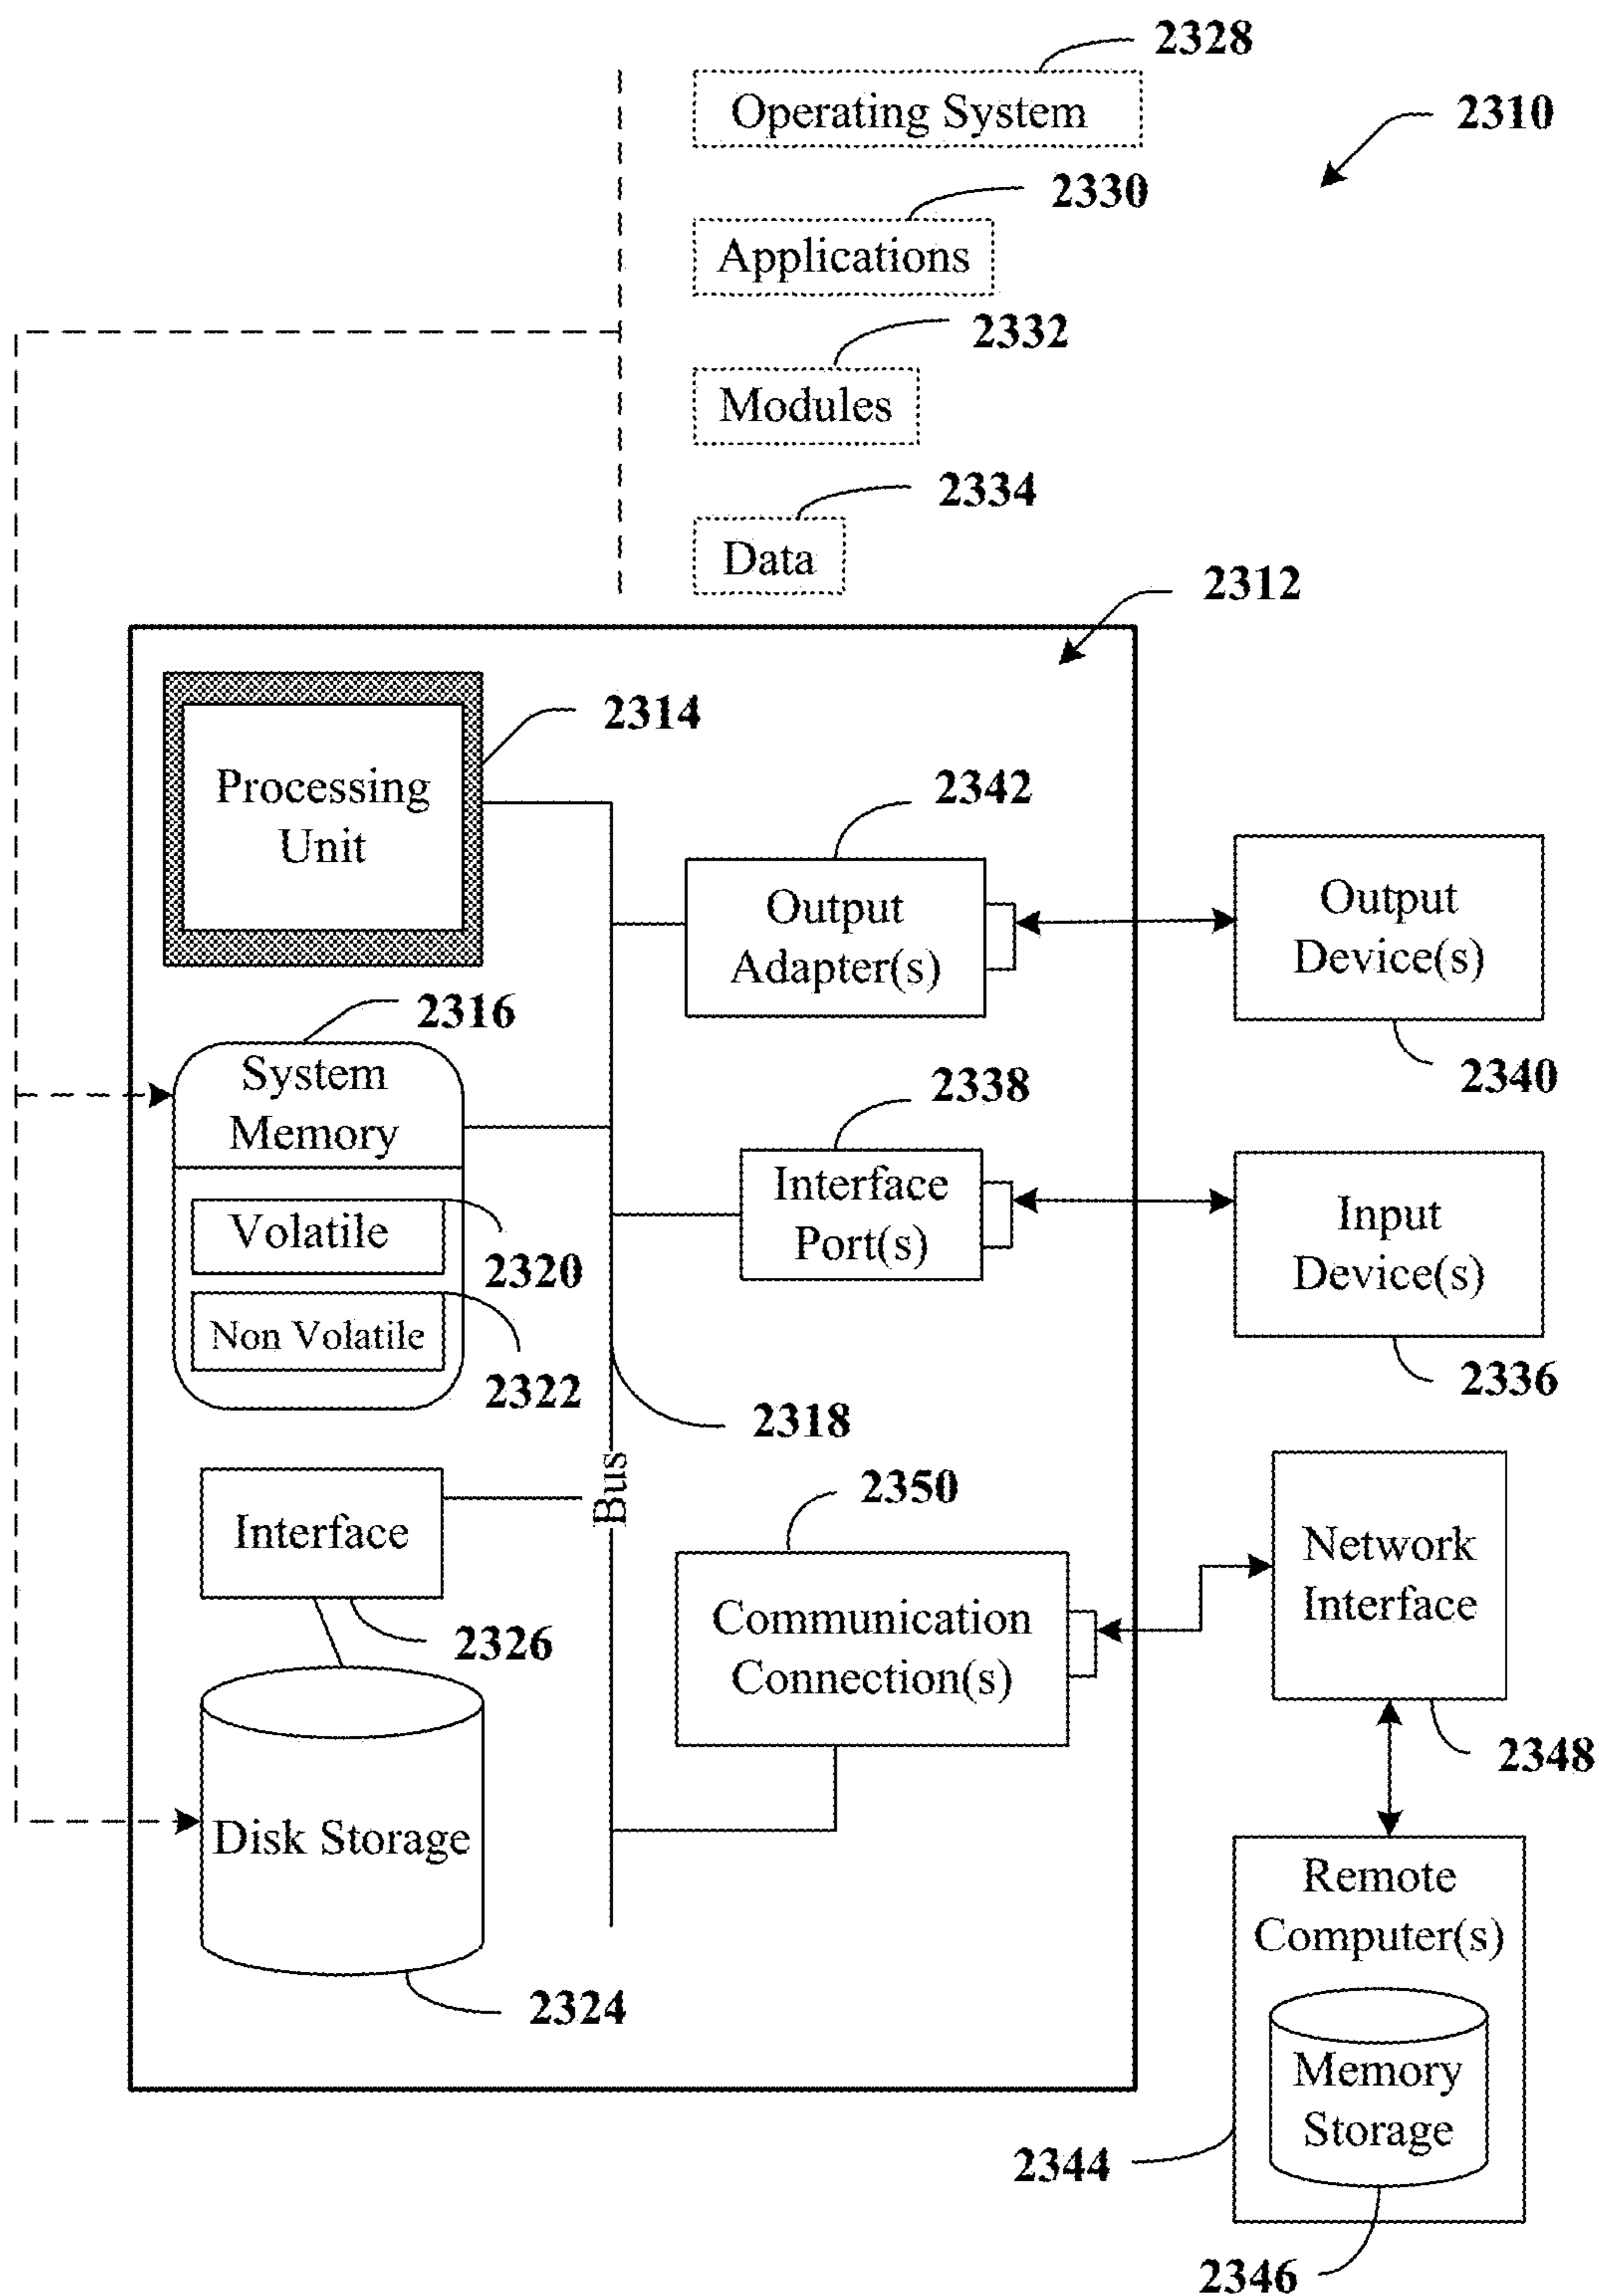 2328
Operating System
2310
2330
Applications
2332
Modules
2334
Data
2312
2314
Processing
Unit
2342
Output
Adapter(s)
Output
Device(s)
2340
2316
System
Memory
2338
Interface
Port(s)
Input
Device(s)
2336
Volatile
2320
Non Volatile
2322
2318
Bus
2350
Interface
2326
Communication
Connection(s)
Network
Interface
2348
Disk Storage
2324
Remote
Computer(s)
Memory
Storage
2344
2346